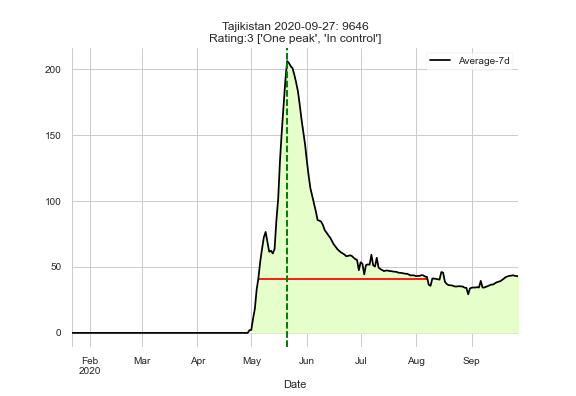 Tajikistan 2020-09-27: 9646
Rating:3 ['One peak', 'In control']
Average-7d
200
150
100
50
0
Feb Mar Apr May Jun Jul Aug Sep
2020
Date